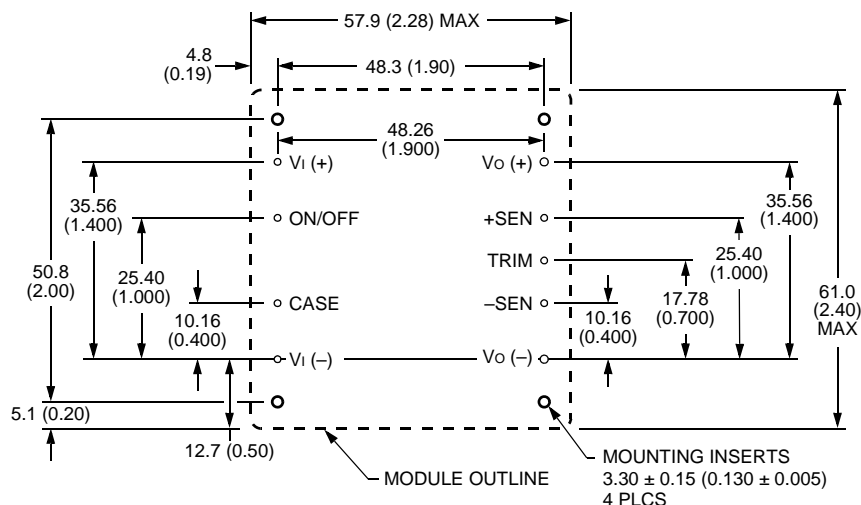 57.9 (2.28) MAX
4.8
(0.19)
48.3 (1.90)
48.26
(1.900)
VI (+)
VO (+)
35.56
(1.400)
35.56
(1.400)
ON/OFF
+SEN
50.8
(2.00)
25.40
(1.000)
TRIM
25.40
(1.000)
61.0
(2.40)
MAX
CASE
–SEN
17.78
(0.700)
10.16
(0.400)
10.16
(0.400)
VI (–)
VO (–)
5.1 (0.20)
12.7 (0.50)
MODULE OUTLINE
MOUNTING INSERTS
3.30 ± 0.15 (0.130 ± 0.005)
4 PLCS